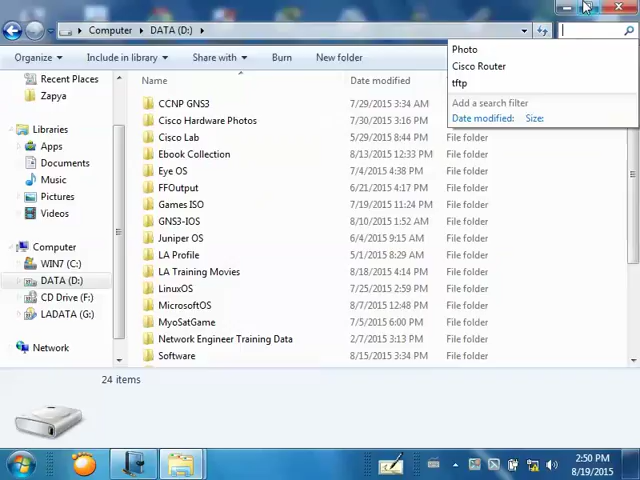 Computer
DATA (D:)
Organize
Include in library
Share with
Burn
New folder
Photo
Cisco Router
tftp
Add a search filter
Date modified:
Size:
Recent Places
Zapya
Libraries
Apps
Documents
Music
Pictures
Videos
Computer
WIN7 (C:)
DATA (D:)
CD Drive (F:)
LADATA (G:)
Network
Name
Date modified
CCNP GNS3 7/29/2015 3:34 AM File folder
Cisco Hardware Photos 7/30/2015 3:16 PM File folder
Cisco Lab 5/29/2015 8:44 PM File folder
Ebook Collection 8/13/2015 12:33 PM File folder
Eye OS 7/4/2015 4:38 PM File folder
FFOutput 6/21/2015 4:17 PM File folder
Games ISO 7/19/2015 11:24 PM File folder
GNS3-IOS 8/10/2015 1:52 AM File folder
Juniper OS 6/4/2015 9:15 AM File folder
LA Profile 5/1/2015 8:29 AM File folder
LA Training Movies 8/18/2015 4:14 PM File folder
LinuxOS 7/25/2015 2:59 PM File folder
MicrosoftOS 8/7/2015 12:48 PM File folder
MyoSatGame 7/5/2015 6:00 PM File folder
Network Engineer Training Data 2/7/2015 3:13 PM File folder
Software 8/15/2015 3:34 PM File folder
24 items
2:50 PM
8/19/2015